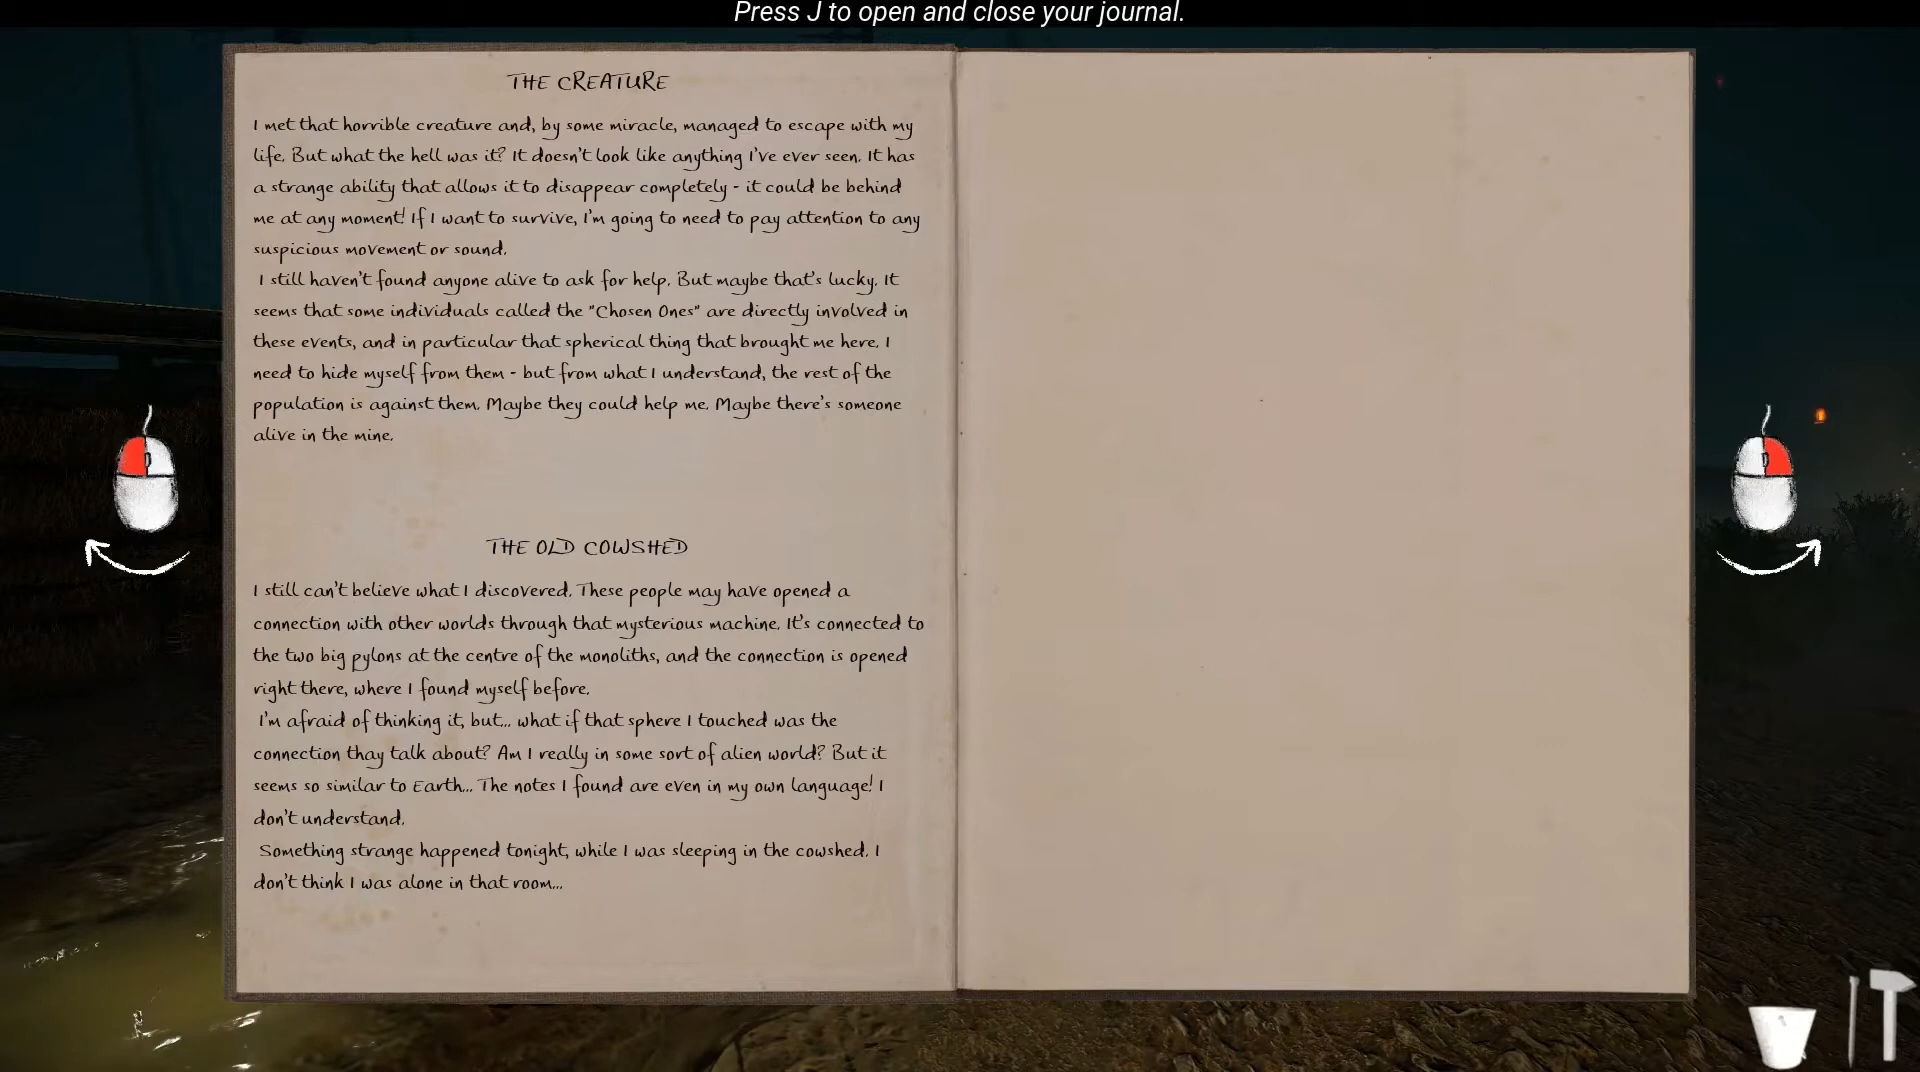 Press J to open and close your journal.
THE CREATURE
I met that horrible creature and, by some miracle, managed to escape with my
life. But what the hell was it? It doesn't look like anything I've ever seen. It has
a strange ability that allows it to disappear completely - it could be behind
me at any moment! If I want to survive, I'm going to need to pay attention to any
suspicious movement or sound.
I still haven't found anyone alive to ask for help. But maybe that's lucky. It
seems that some individuals called the "Chosen Ones" are directly involved in
these events, and in particular that spherical thing that brought me here. I
need to hide myself from them - but from what I understand, the rest of the
population is against them. Maybe they could help me. Maybe there's someone
alive in the mine.
THE OLD COWSHED
I still can't believe what I discovered. These people may have opened a
connection with other worlds through that mysterious machine. It's connected to
the two big pylons at the centre of the monoliths, and the connection is opened
right there, where I found myself before.
I'm afraid of thinking it, but... what if that sphere I touched was the
connection thay talk about? Am I really in some sort of alien world? But it
seems so similar to Earth... The notes I found are even in my own language! I
don't understand.
Something strange happened tonight, while I was sleeping in the cowshed. I
don't think I was alone in that room...